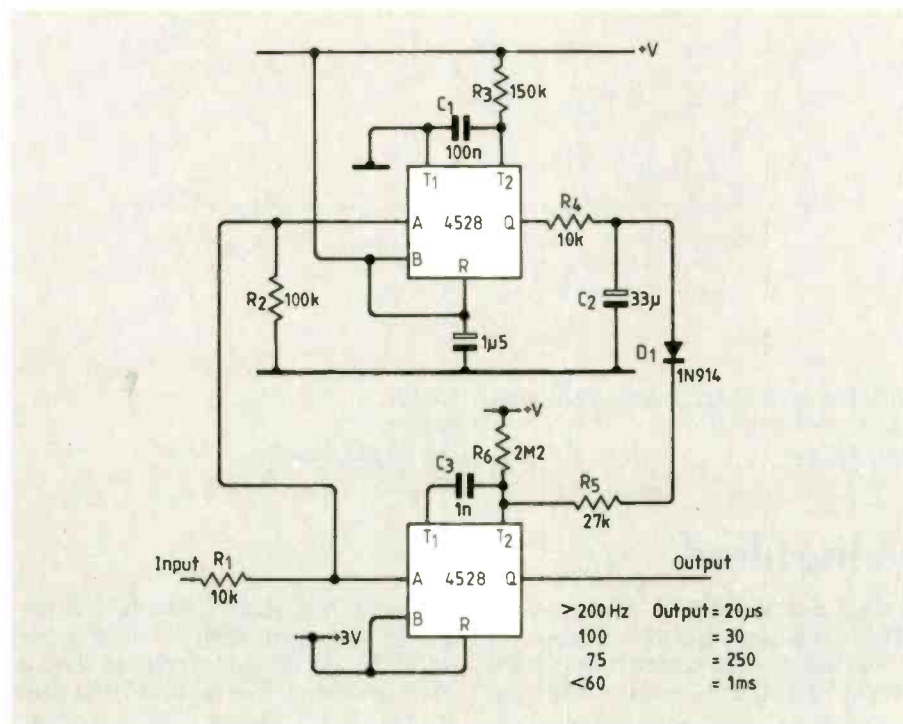 +V
R3 150k
C1
100n
T1 T2
R4
10k
A 4528 Q
B
R
R2 100k
C2 33µ
1µ5
D1
1N914
+V
R6 2M2
C3
1n
R5
27k
T1 T2
Input R1
10k
A 4528 Q
Output
B
R
+3V
>200 Hz Output = 20µs
100 = 30
75 = 250
<60 = 1ms